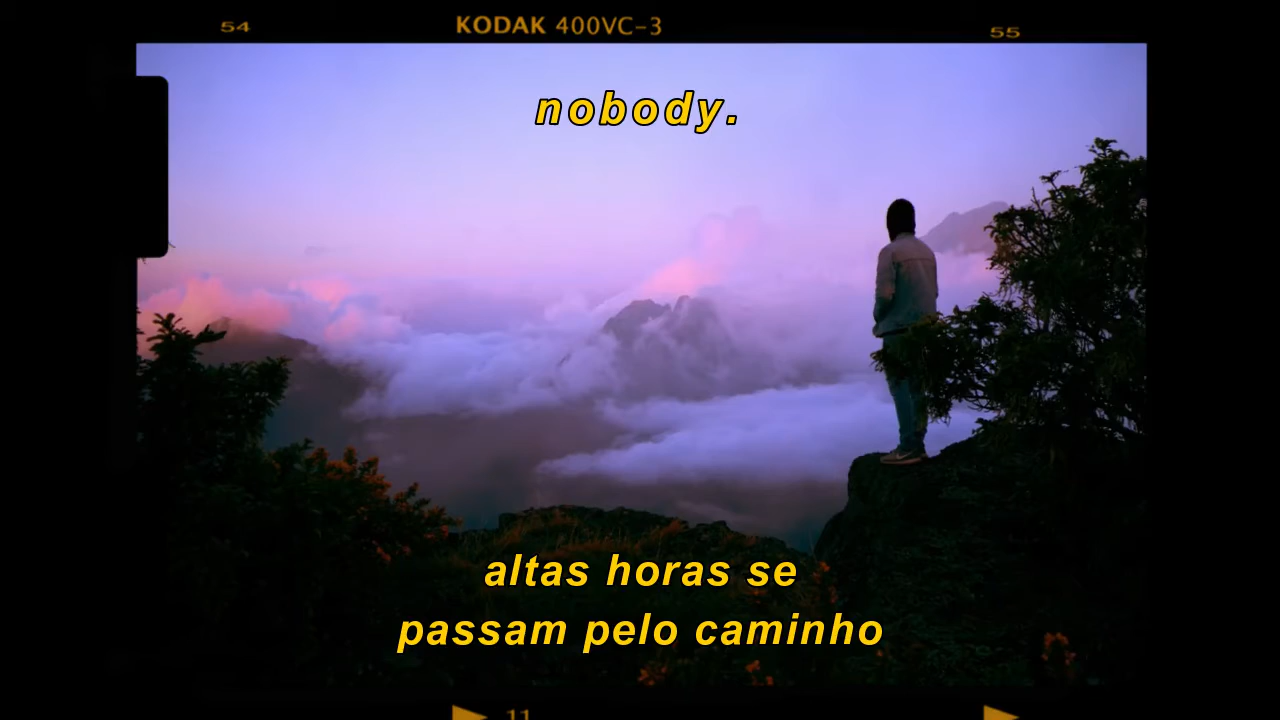 54 KODAK 400VC-3 55
nobody.
altas horas se
passam pelo caminho
11